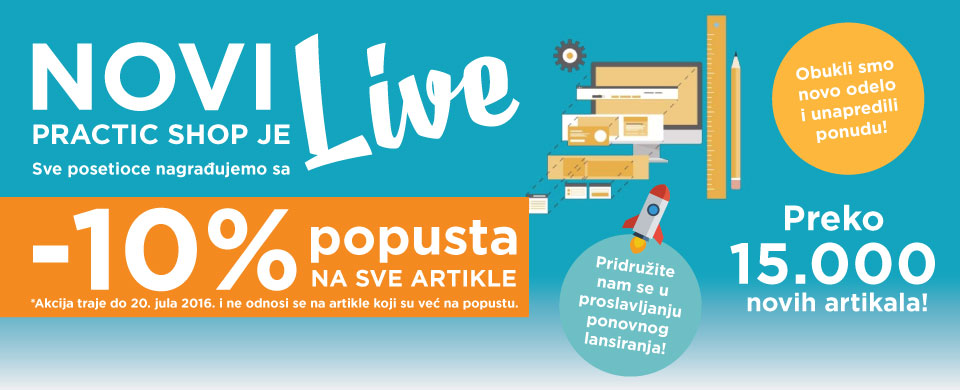 NOVI
Live
PRACTIC SHOP JE
Sve posetioce nagrađujemo sa
-10%
popusta
NA SVE ARTIKLE
*Akcija traje do 20. jula 2016. i ne odnosi se na artikle koji su već na popustu.
Obukli smo
novo odelo
i unapredili
ponudu!
Pridružite
nam se u
proslavljanju
ponovnog
lansiranja!
Preko
15.000
novih artikala!